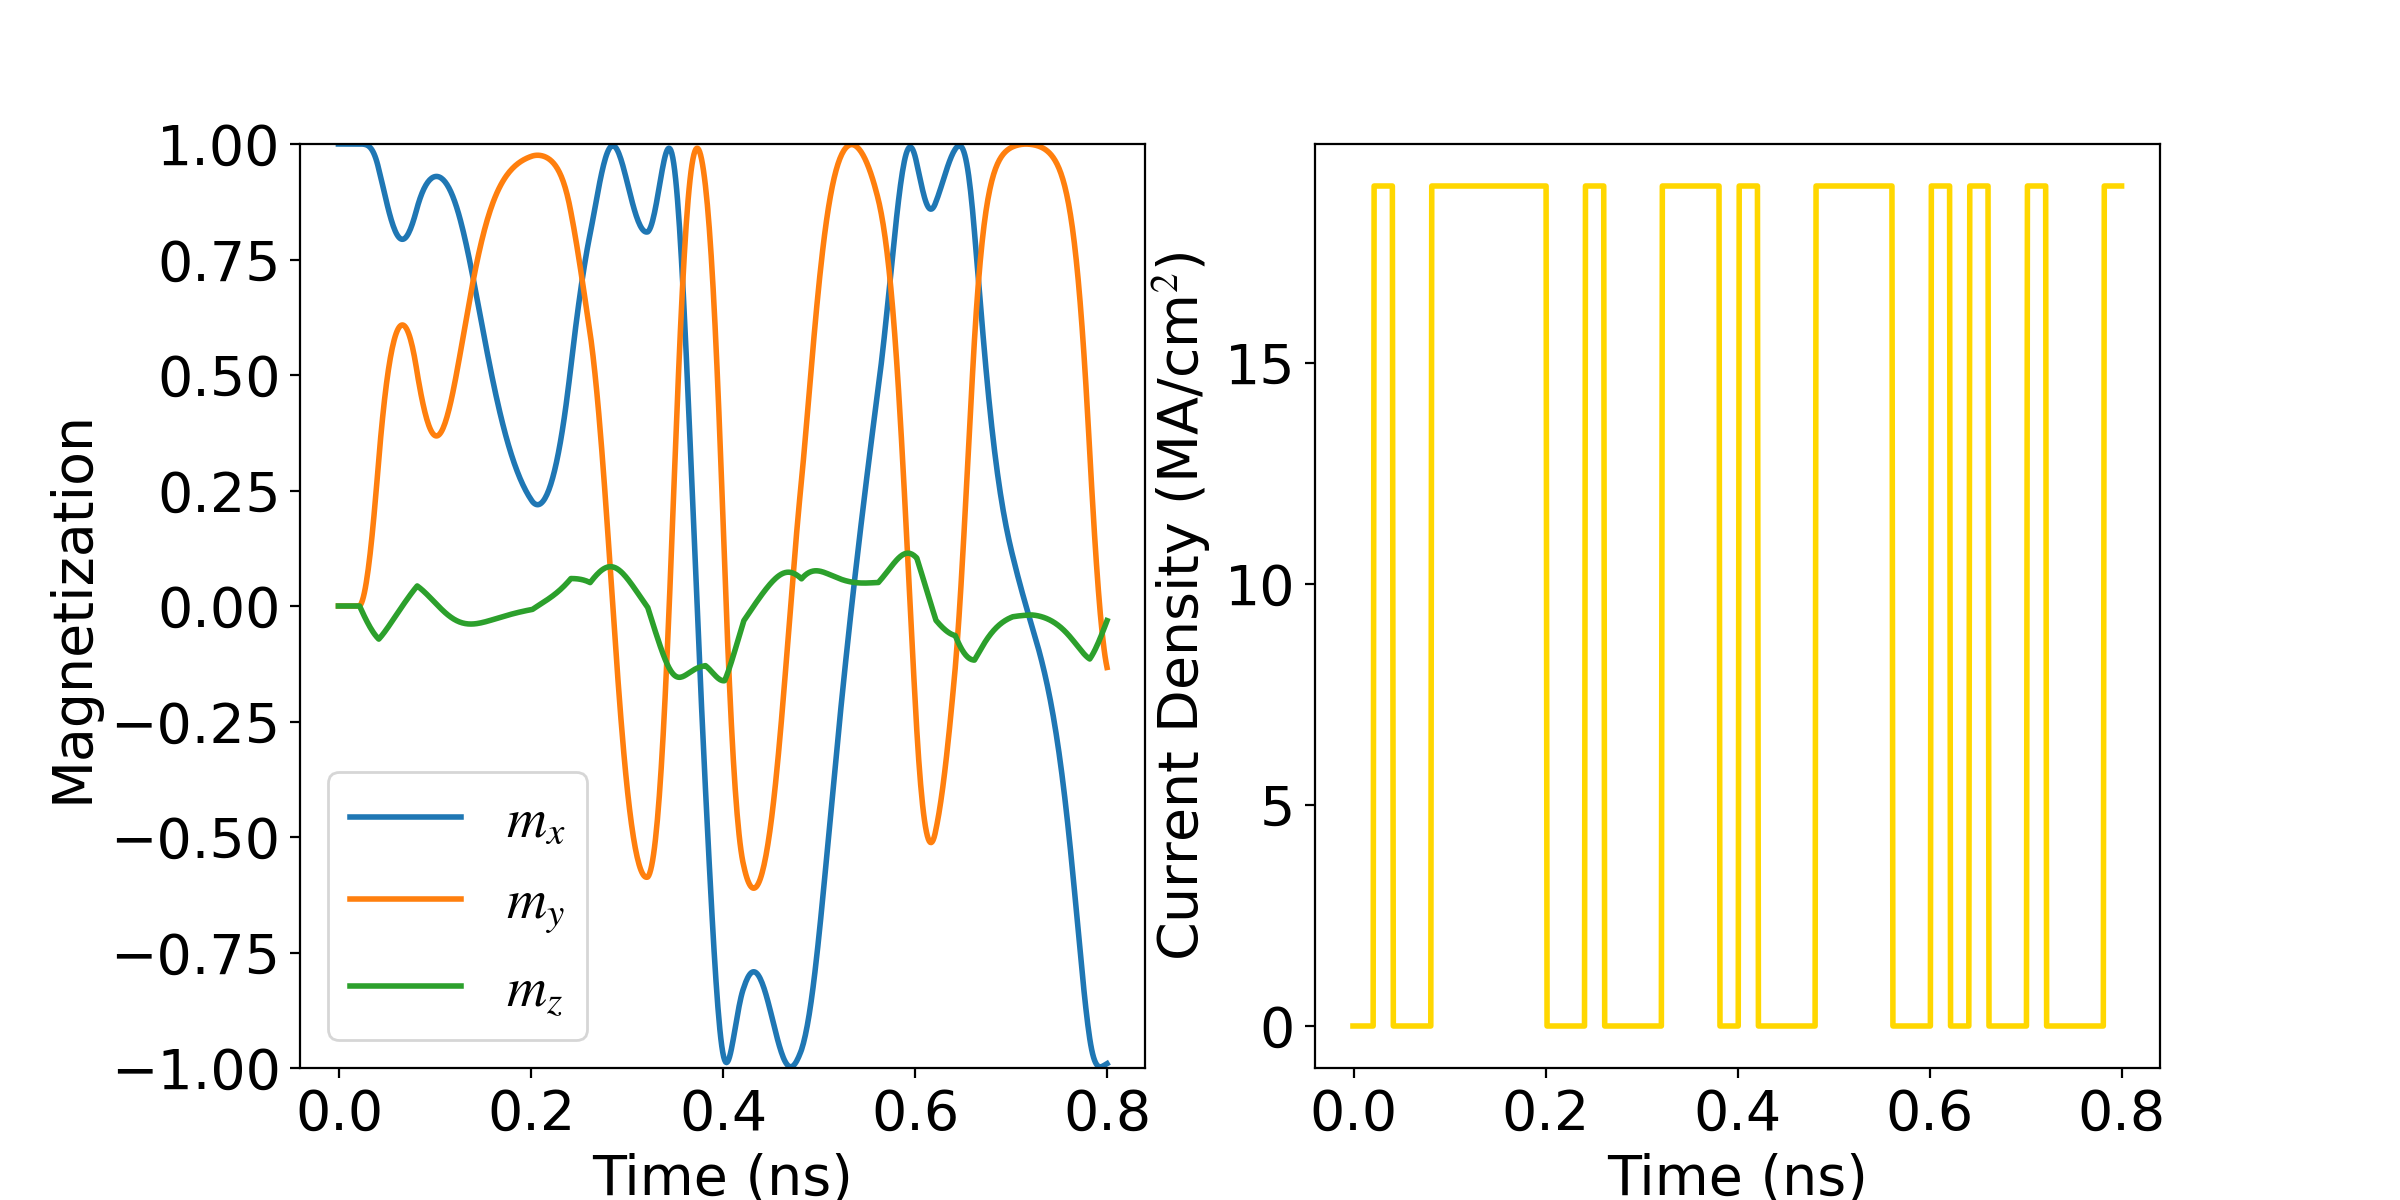 Magnetization
1.00
0.75
0.50
0.25
0.00
−0.25
−0.50
−0.75
−1.00
m_x
m_y
m_z
0.0 0.2 0.4 0.6 0.8
Time (ns)
Current Density (MA/cm²)
15
10
5
0
0.0 0.2 0.4 0.6 0.8
Time (ns)